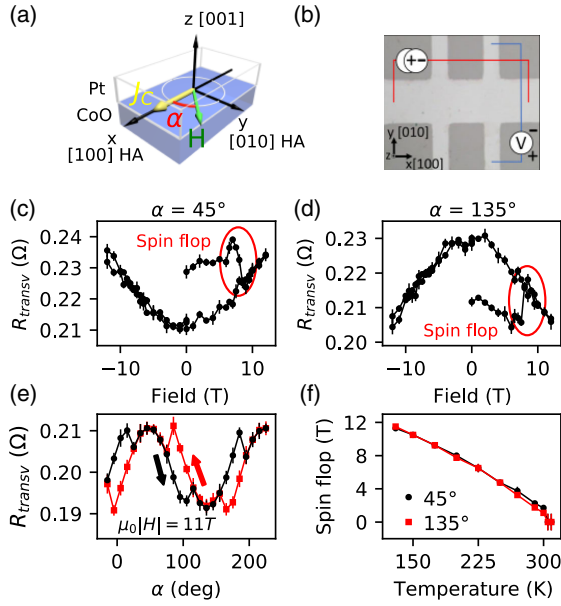 (a)
z [001]
Pt
CoO
J_C
α
H
x
[100] HA
y
[010] HA
(b)
+ -
y [010]
z
x[100]
V
-
+
(c)
α = 45°
0.24
0.23
0.22
0.21
R_transv (Ω)
Spin flop
−10
0
10
Field (T)
(d)
α = 135°
0.23
0.22
0.21
0.20
R_transv (Ω)
Spin flop
−10
0
10
Field (T)
(e)
0.21
0.20
0.19
R_transv (Ω)
μ₀|H| = 11T
0
100
200
α (deg)
(f)
12
8
4
0
Spin flop (T)
45°
135°
150
225
300
Temperature (K)